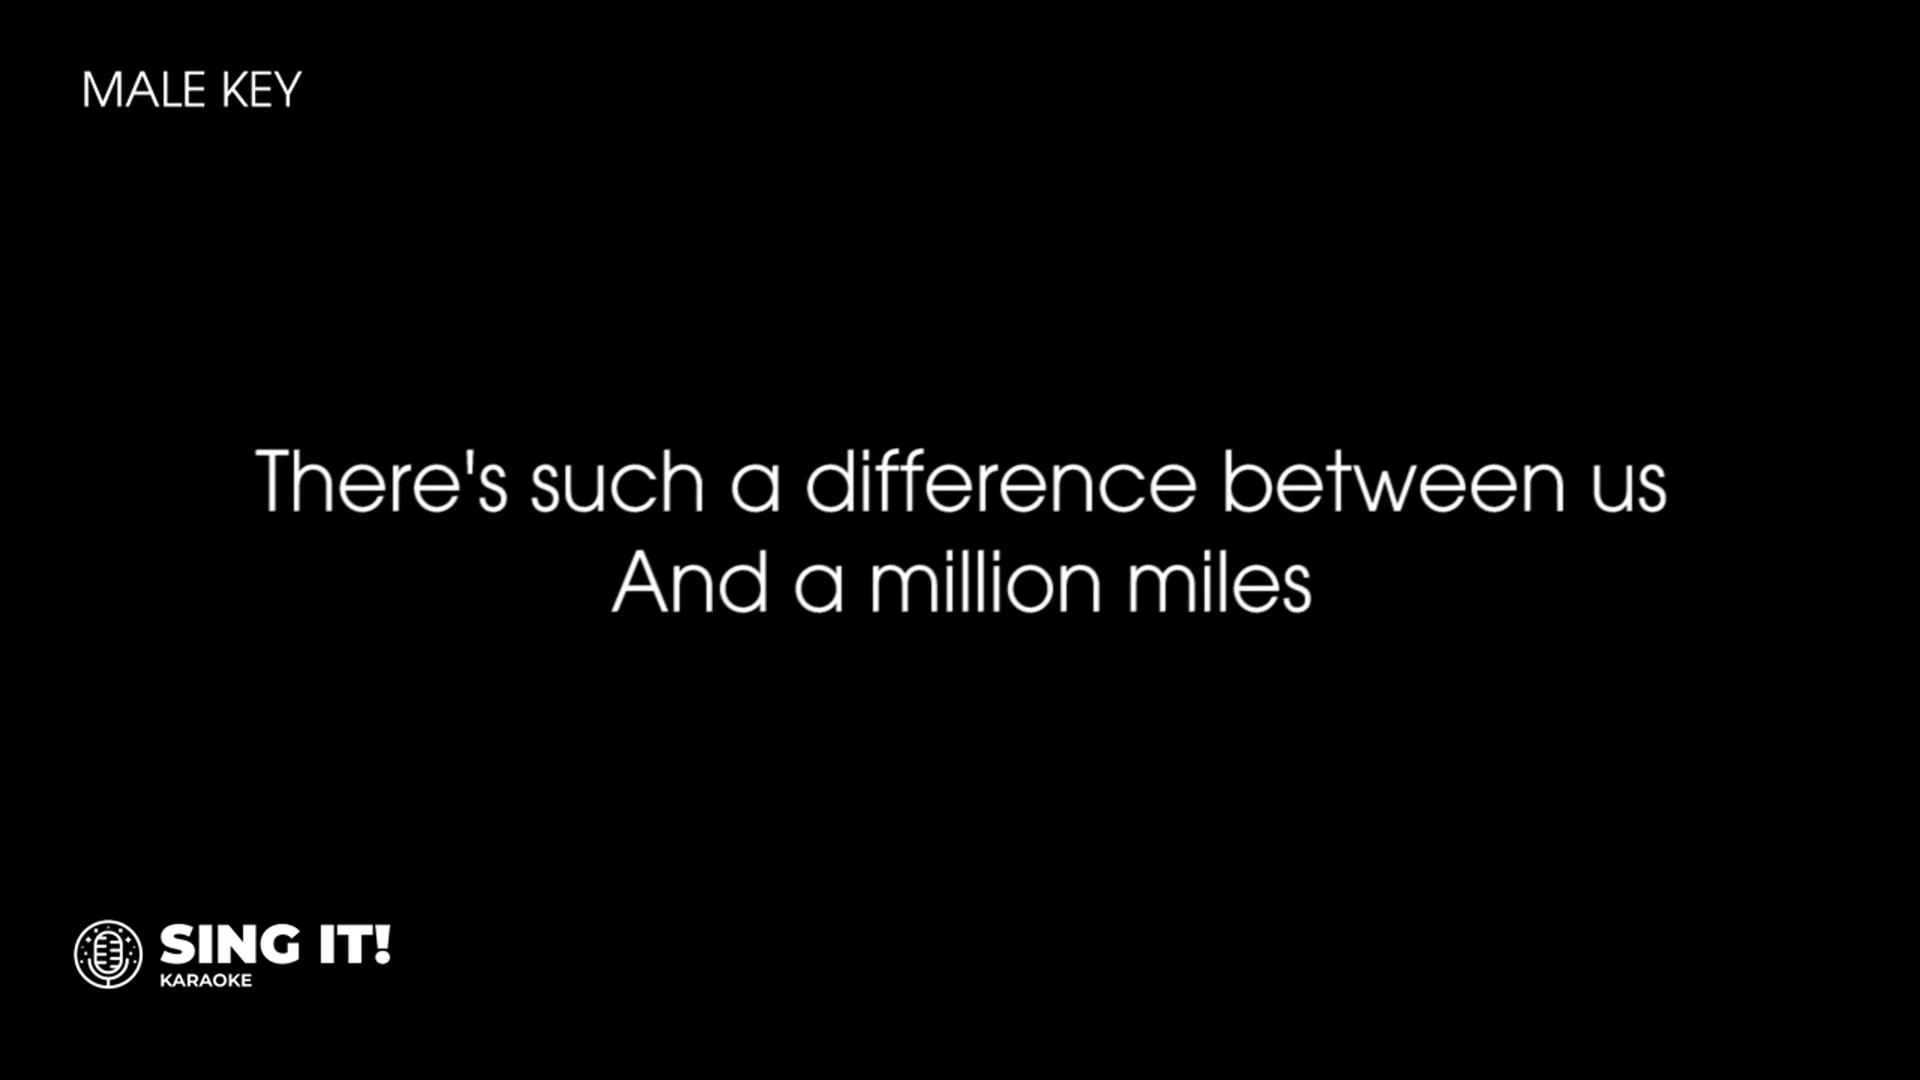 MALE KEY
There's such a difference between us
And a million miles
SING IT!
KARAOKE